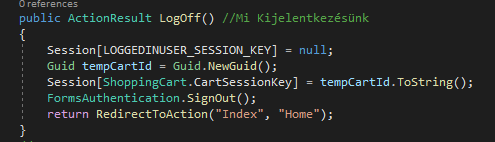 0 references
public ActionResult LogOff() //Mi Kijelentkezésünk
{
Session[LOGGEDINUSER_SESSION_KEY] = null;
Guid tempCartId = Guid.NewGuid();
Session[ShoppingCart.CartSessionKey] = tempCartId.ToString();
FormsAuthentication.SignOut();
return RedirectToAction("Index", "Home");
}